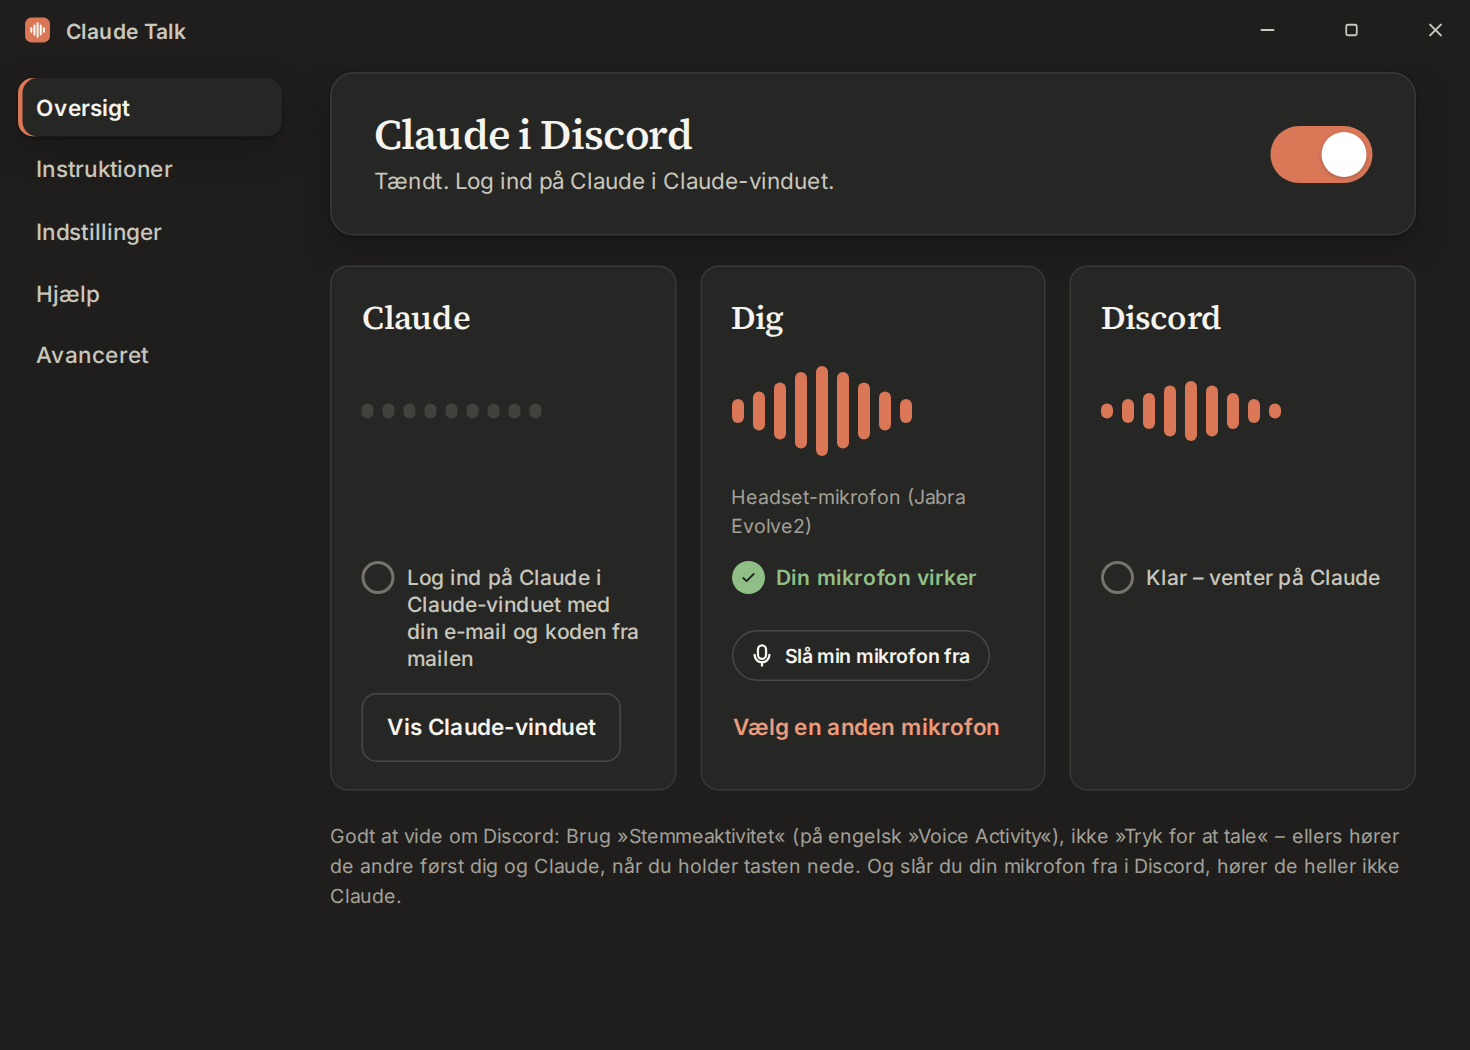 Claude Talk
Oversigt
Instruktioner
Indstillinger
Hjælp
Avanceret
Claude i Discord
Tændt. Log ind på Claude i Claude-vinduet.
Claude
Log ind på Claude i
Claude-vinduet med
din e-mail og koden fra
mailen
Vis Claude-vinduet
Dig
Headset-mikrofon (Jabra
Evolve2)
Din mikrofon virker
Slå min mikrofon fra
Vælg en anden mikrofon
Discord
Klar – venter på Claude
Godt at vide om Discord: Brug »Stemmeaktivitet« (på engelsk »Voice Activity«), ikke »Tryk for at tale« – ellers hører
de andre først dig og Claude, når du holder tasten nede. Og slår du din mikrofon fra i Discord, hører de heller ikke
Claude.